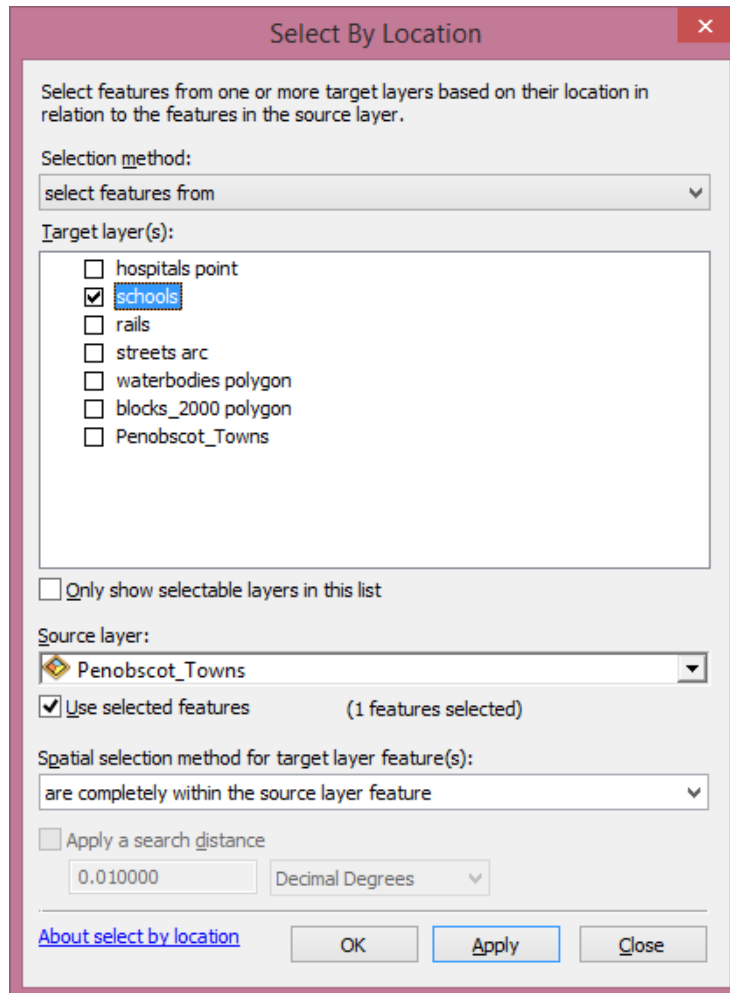 Select By Location
Select features from one or more target layers based on their location in
relation to the features in the source layer.
Selection method:
select features from
Target layer(s):
hospitals point
schools
rails
streets arc
waterbodies polygon
blocks_2000 polygon
Penobscot_Towns
Only show selectable layers in this list
Source layer:
Penobscot_Towns
Use selected features (1 features selected)
Spatial selection method for target layer feature(s):
are completely within the source layer feature
Apply a search distance
0.010000 Decimal Degrees
About select by location OK Apply Close